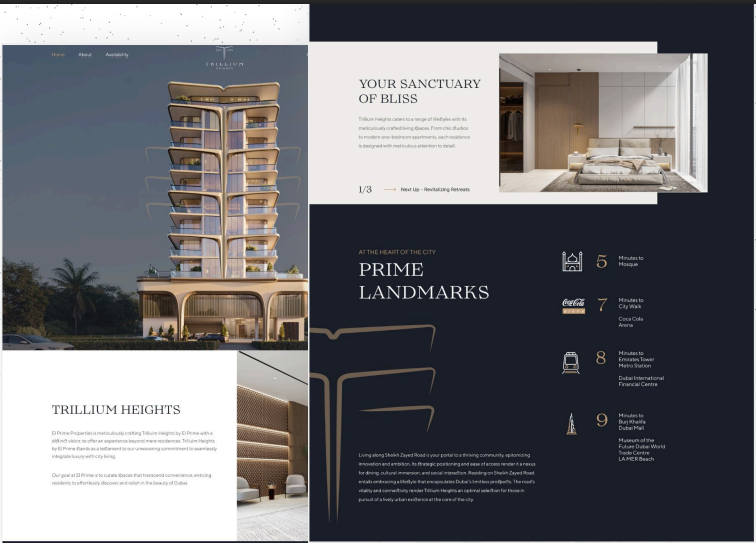 Home About Availability
TRILLIUM
HEIGHTS
TRILLIUM HEIGHTS
El Prime Properties is meticulously crafting Trillium Heights by El Prime with a
distinct vision: to offer an experience beyond mere residences. Trillium Heights
by El Prime stands as a testament to our unwavering commitment to seamlessly
integrate luxury with city living.
Our goal at El Prime is to curate spaces that transcend convenience, enticing
residents to effortlessly discover and relish in the beauty of Dubai.
YOUR SANCTUARY
OF BLISS
Trillium Heights caters to a range of lifestyles with its
meticulously crafted living spaces. From chic studios
to modern one-bedroom apartments, each residence
is designed with meticulous attention to detail.
1/3 Next Up - Revitalizing Retreats
AT THE HEART OF THE CITY
PRIME
LANDMARKS
Living along Sheikh Zayed Road is your portal to a thriving community, epitonizing
innovation and ambition. Its strategic positioning and ease of access render it a nexus
for dining, cultural immersion, and social interaction. Residing on Sheikh Zayed Road
entails embracing a lifestyle that encapsulates Dubai's limitless prospects. The road's
vitality and connectivity render Trillium Heights an optimal selection for those in
pursuit of a lively urban existence at the core of the city.
5 Minutes to
Mosque
Coca-Cola
ARENA
7 Minutes to
City Walk
Coca Cola
Arena
8 Minutes to
Emirates Tower
Metro Station
Dubai International
Financial Centre
9 Minutes to
Burj Khalifa
Dubai Mall
Museum of the
Future Dubai World
Trade Centre
LA MER Beach